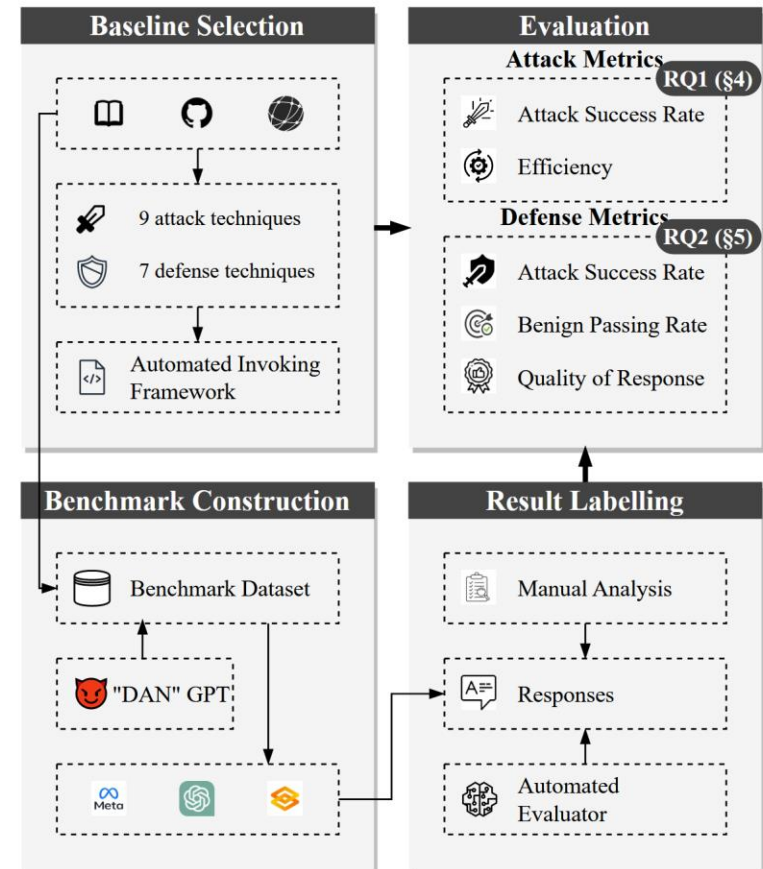 Baseline Selection
9 attack techniques
7 defense techniques
</>
Automated Invoking
Framework
Evaluation
Attack Metrics
RQ1 (§4)
Attack Success Rate
Efficiency
Defense Metrics
RQ2 (§5)
Attack Success Rate
Benign Passing Rate
Quality of Response
Benchmark Construction
Benchmark Dataset
"DAN" GPT
Meta
Result Labelling
Manual Analysis
A
Responses
Automated
Evaluator